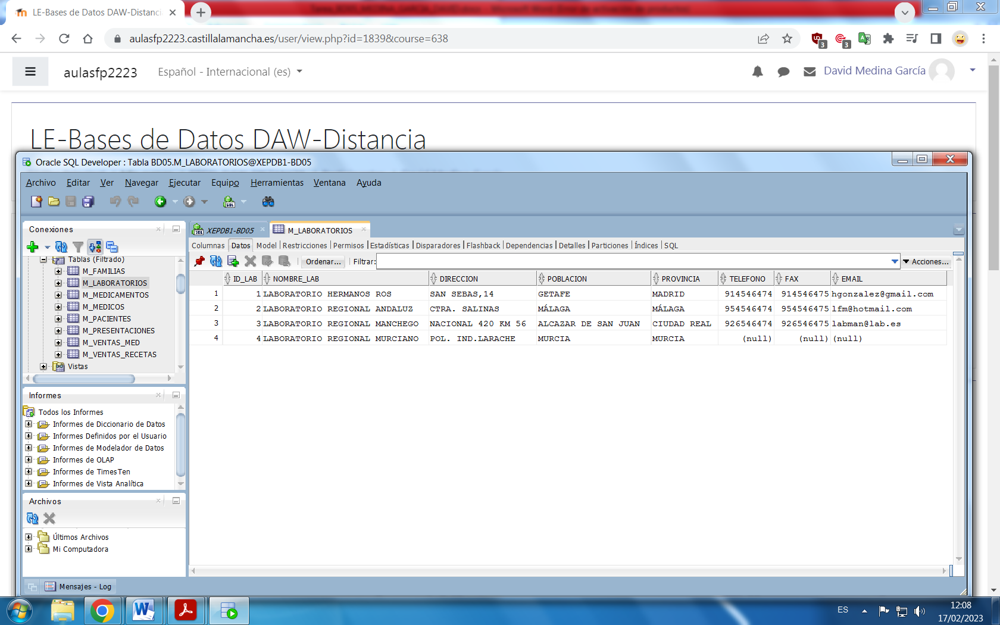 LE-Bases de Datos DAW-Distanci
aulasfp2223.castillalamancha.es/user/view.php?id=1839&course=638
3
3
aulasfp2223
Español - Internacional (es)
David Medina García
LE-Bases de Datos DAW-Distancia
Oracle SQL Developer : Tabla BD05.M_LABORATORIOS@XEPDB1-BD05
Archivo Editar Ver Navegar Ejecutar Equipo Herramientas Ventana Ayuda
SQL
Conexiones
Tablas (Filtrado)
M_FAMILIAS
M_LABORATORIOS
M_MEDICAMENTOS
M_MEDICOS
M_PACIENTES
M_PRESENTACIONES
M_VENTAS_MED
M_VENTAS_RECETAS
Vistas
Informes
Todos los Informes
Informes de Diccionario de Datos
Informes Definidos por el Usuario
Informes de Modelador de Datos
Informes de OLAP
Informes de TimesTen
Informes de Vista Analítica
Archivos
Últimos Archivos
Mi Computadora
XEPDB1-BD05 M_LABORATORIOS
Columnas Datos Model Restricciones Permisos Estadísticas Disparadores Flashback Dependencias Detalles Particiones Índices SQL
Ordenar... Filtrar: Acciones...
ID_LAB NOMBRE_LAB DIRECCION POBLACION PROVINCIA TELEFONO FAX EMAIL
1 1 LABORATORIO HERMANOS ROS SAN SEBAS,14 GETAFE MADRID 914546474 914546475 hgonzalez@gmail.com
2 2 LABORATORIO REGIONAL ANDALUZ CTRA. SALINAS MÁLAGA MÁLAGA 954546474 954546475 lfm@hotmail.com
3 3 LABORATORIO REGIONAL MANCHEGO NACIONAL 420 KM 56 ALCAZAR DE SAN JUAN CIUDAD REAL 926546474 926546475 labman@lab.es
4 4 LABORATORIO REGIONAL MURCIANO POL. IND.LARACHE MURCIA MURCIA (null) (null) (null)
Mensajes - Log
ES
12:08
17/02/2023